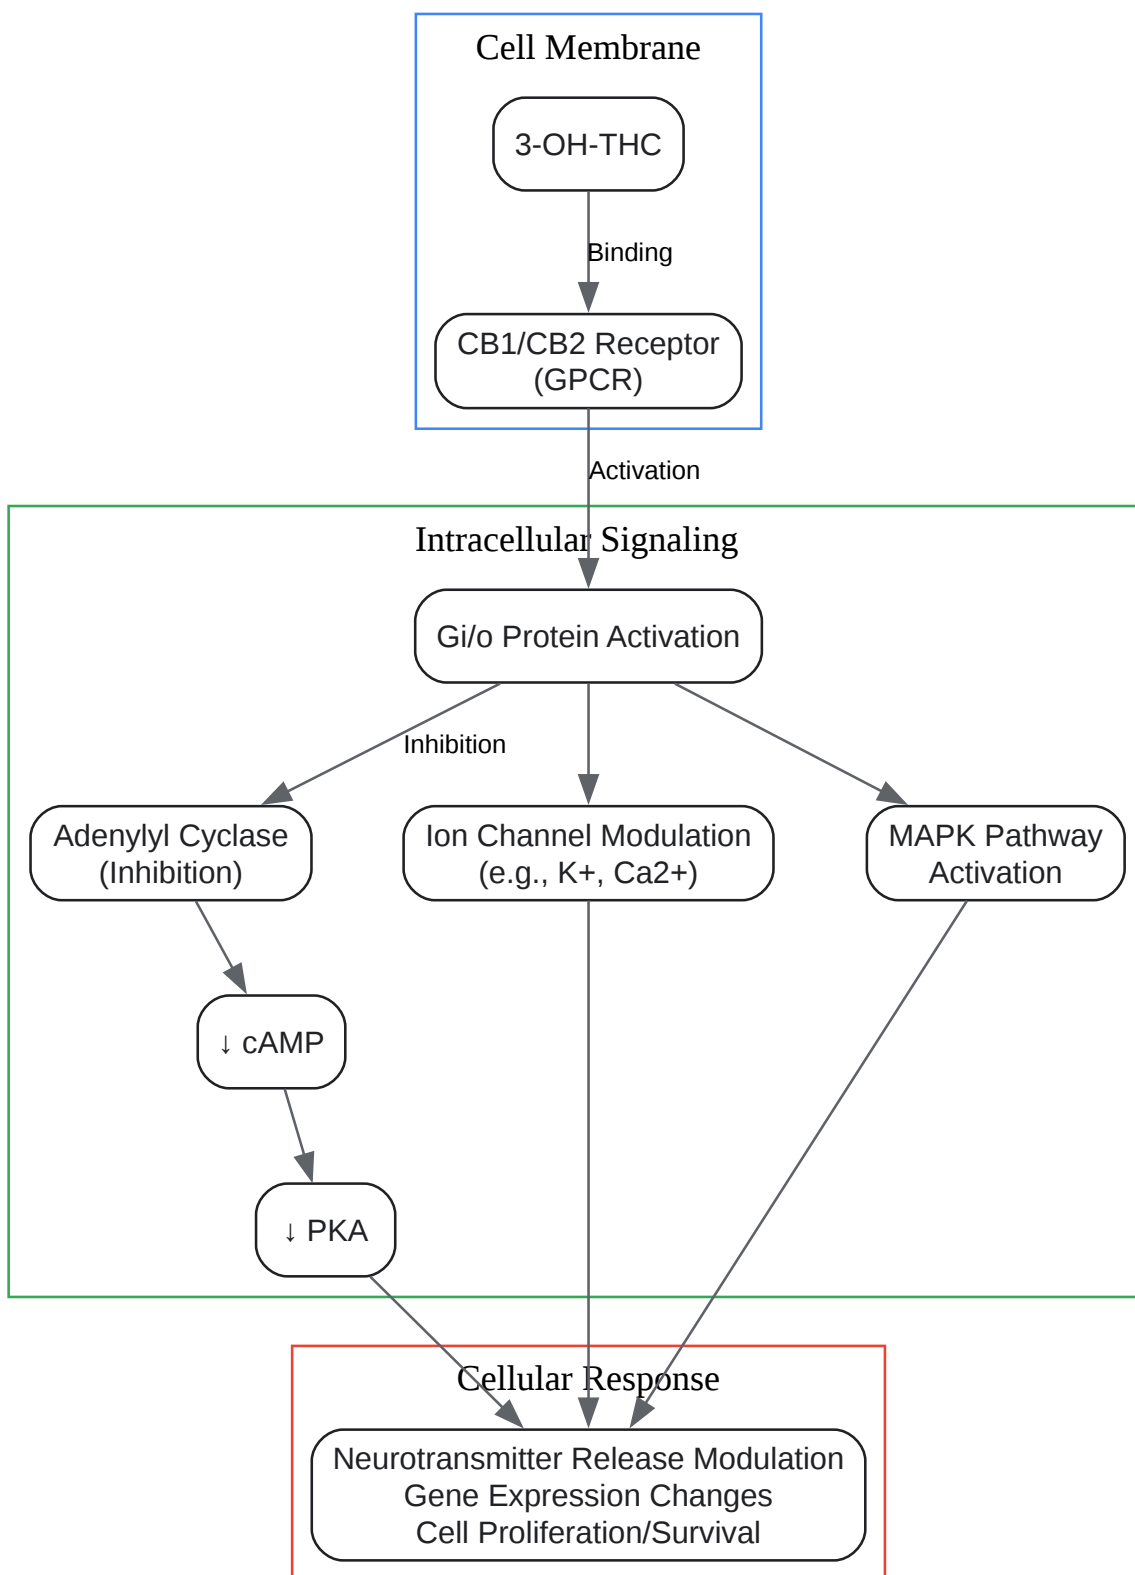 Cell Membrane
3-OH-THC
Binding
CB1/CB2 Receptor
(GPCR)
Activation
Intracellular Signaling
Gi/o Protein Activation
Inhibition
Adenylyl Cyclase
(Inhibition)
Ion Channel Modulation
(e.g., K+, Ca2+)
MAPK Pathway
Activation
↓ cAMP
↓ PKA
Cellular Response
Neurotransmitter Release Modulation
Gene Expression Changes
Cell Proliferation/Survival